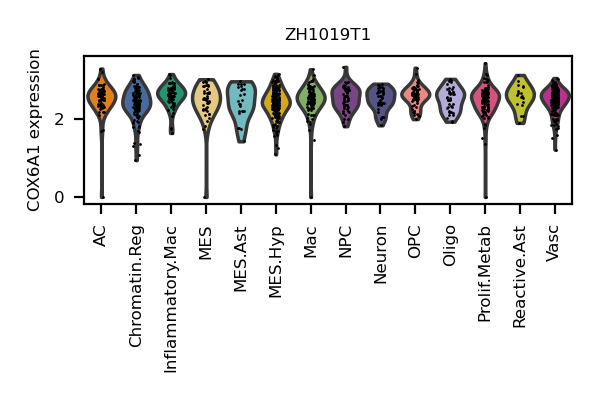 ZH1019T1
COX6A1 expression
2
0
AC
Chromatin.Reg
Inflammatory.Mac
MES
MES.Ast
MES.Hyp
Mac
NPC
Neuron
OPC
Oligo
Prolif.Metab
Reactive.Ast
Vasc